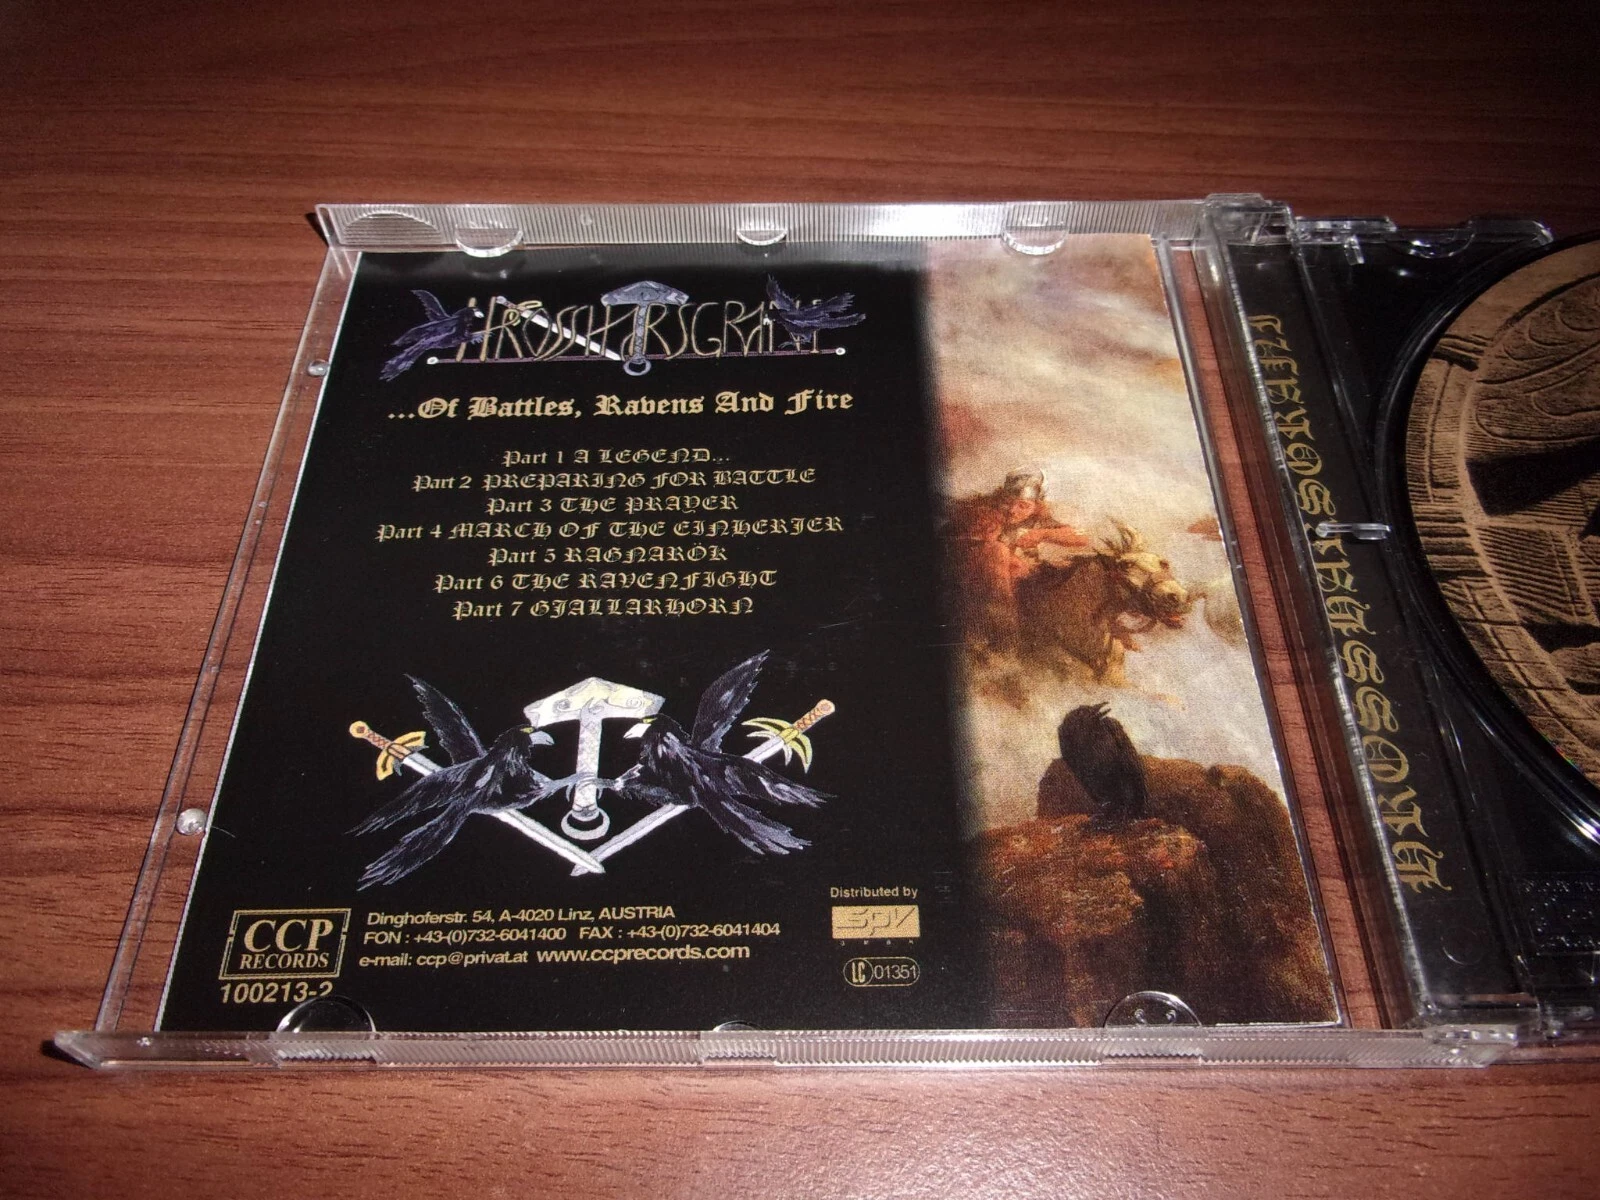 HROSSHARSGRANI
...Of Battles, Ravens And Fire
Part 1 A LEGEND...
Part 2 PREPARING FOR BATTLE
Part 3 THE PRAYER
Part 4 MARCH OF THE EINHERJER
Part 5 RAGNARÖK
Part 6 THE RAVENFIGHT
Part 7 GJALLARHORN
CCP
RECORDS
100213-2
Dinghoferstr. 54, A-4020 Linz, AUSTRIA
FON : +43-(0)732-6041400 FAX : +43-(0)732-6041404
e-mail: ccp@privat.at www.ccprecords.com
Distributed by
SPV
LC 01351
HROSSHARSGRANI